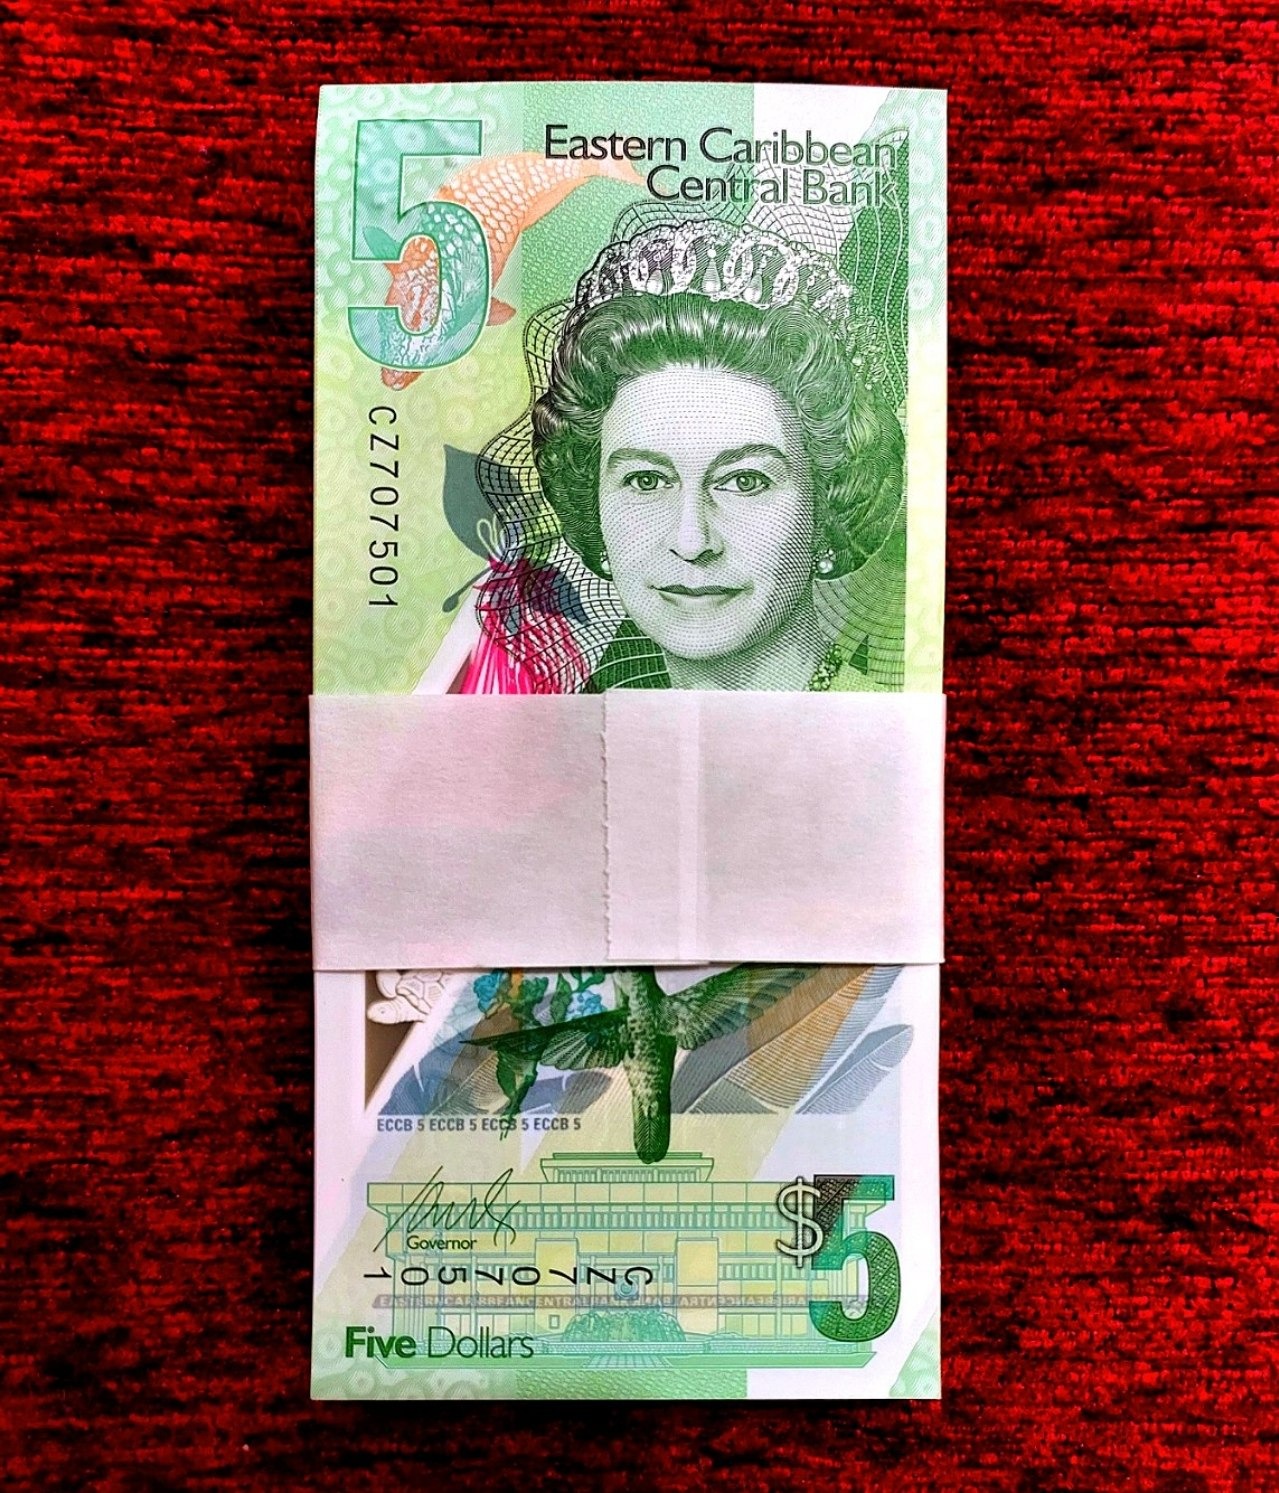 5
Eastern Caribbean
Central Bank
CZ707501
ECCB 5 ECCB 5 ECCB 5 ECCB 5
Governor
$5
CZ707501
Five Dollars